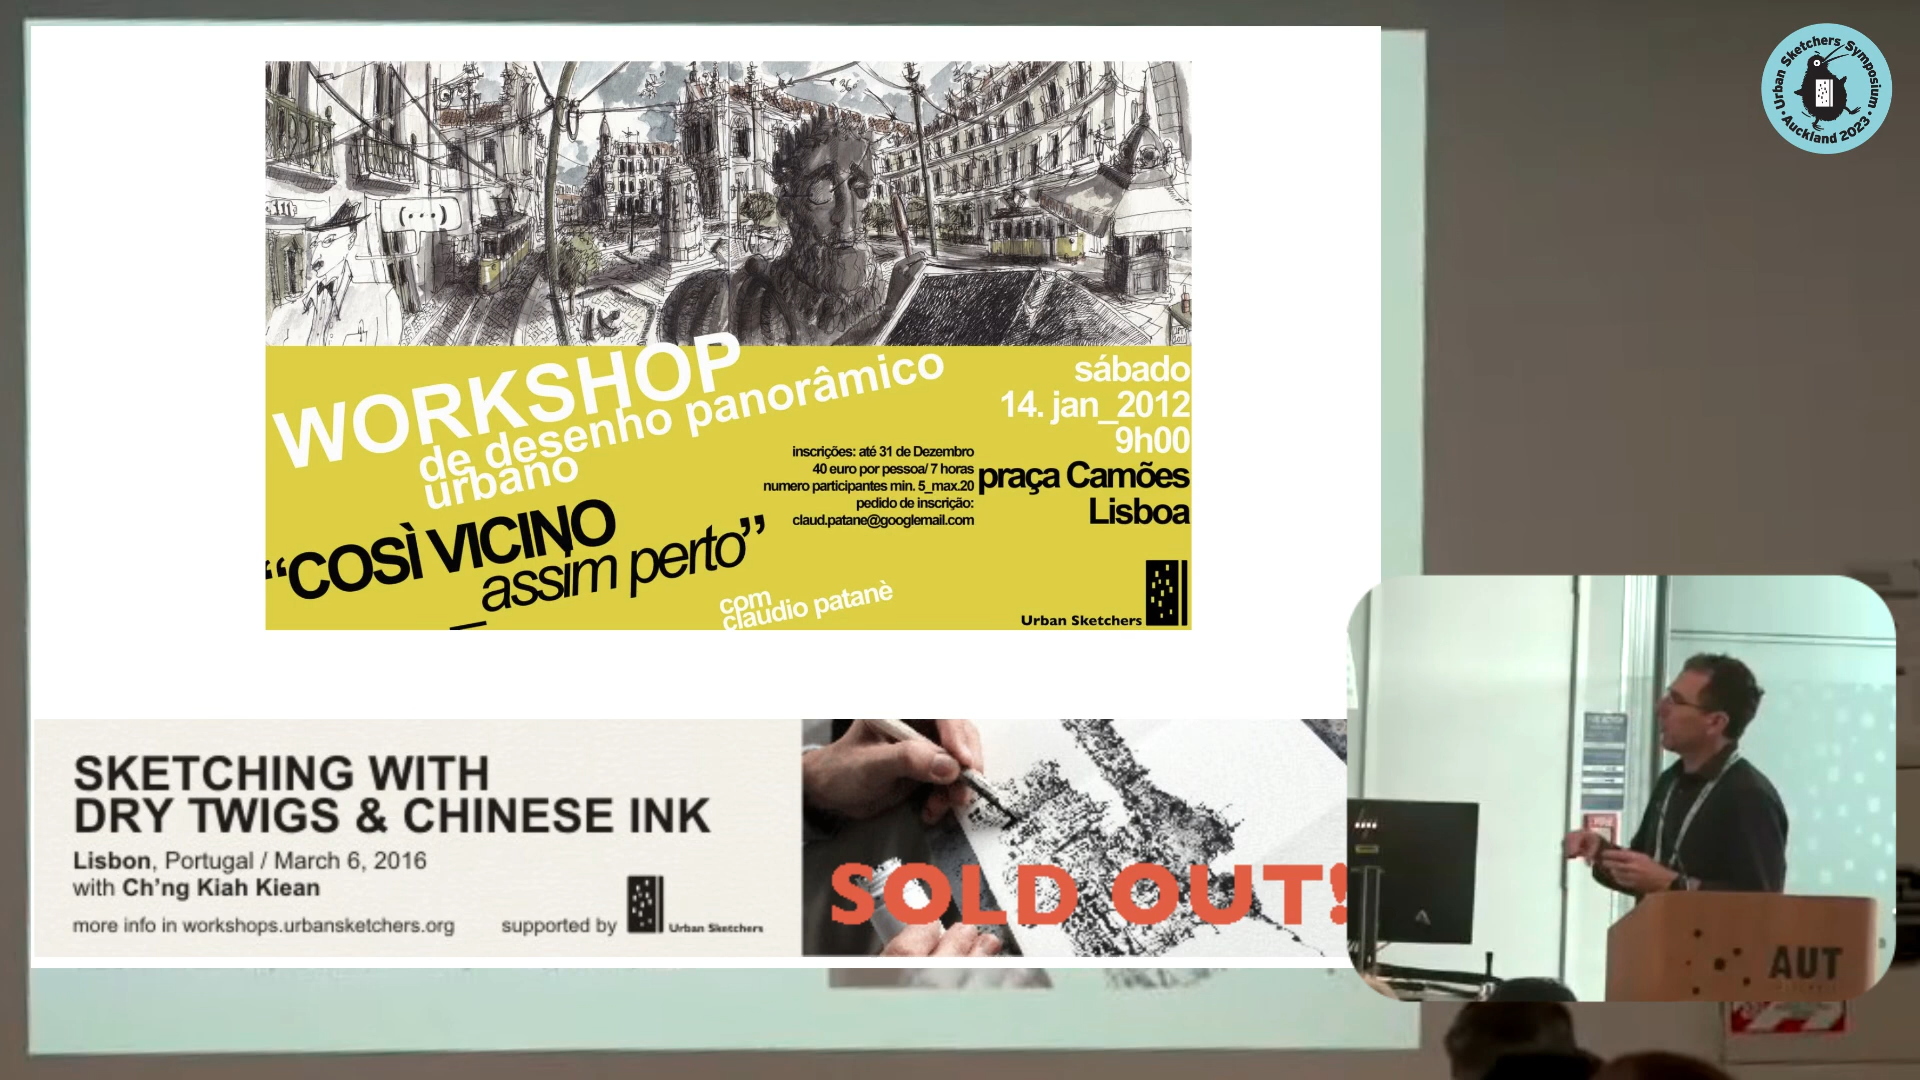 Urban Sketchers Symposium
Auckland 2023
111
(...)
WORKSHOP
de desenho panorâmico
urbano
"COSÌ VICINO
_assim perto"
com
claudio patanè
inscrições: até 31 de Dezembro
40 euro por pessoa/ 7 horas
numero participantes min. 5_max.20
pedido de inscrição:
claud.patane@googlemail.com
sábado
14. jan_2012
9h00
praça Camões
Lisboa
Urban Sketchers
SKETCHING WITH
DRY TWIGS & CHINESE INK
Lisbon, Portugal / March 6, 2016
with Ch'ng Kiah Kiean
more info in workshops.urbansketchers.org
supported by
Urban Sketchers
SOLD OUT!
AUT